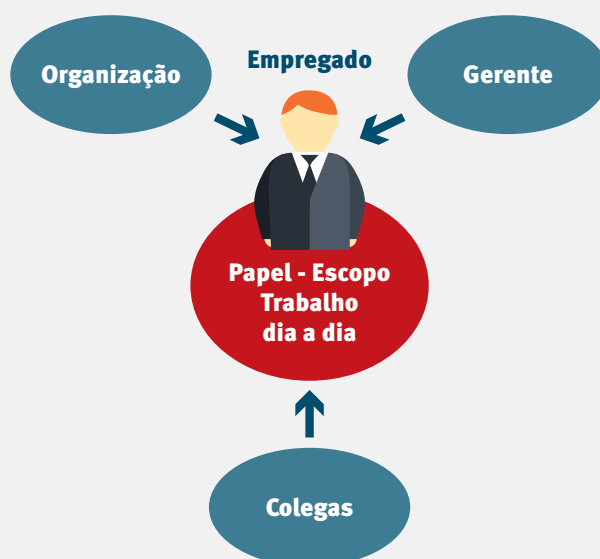 Organização
Empregado
Gerente
Papel - Escopo
Trabalho
dia a dia
Colegas